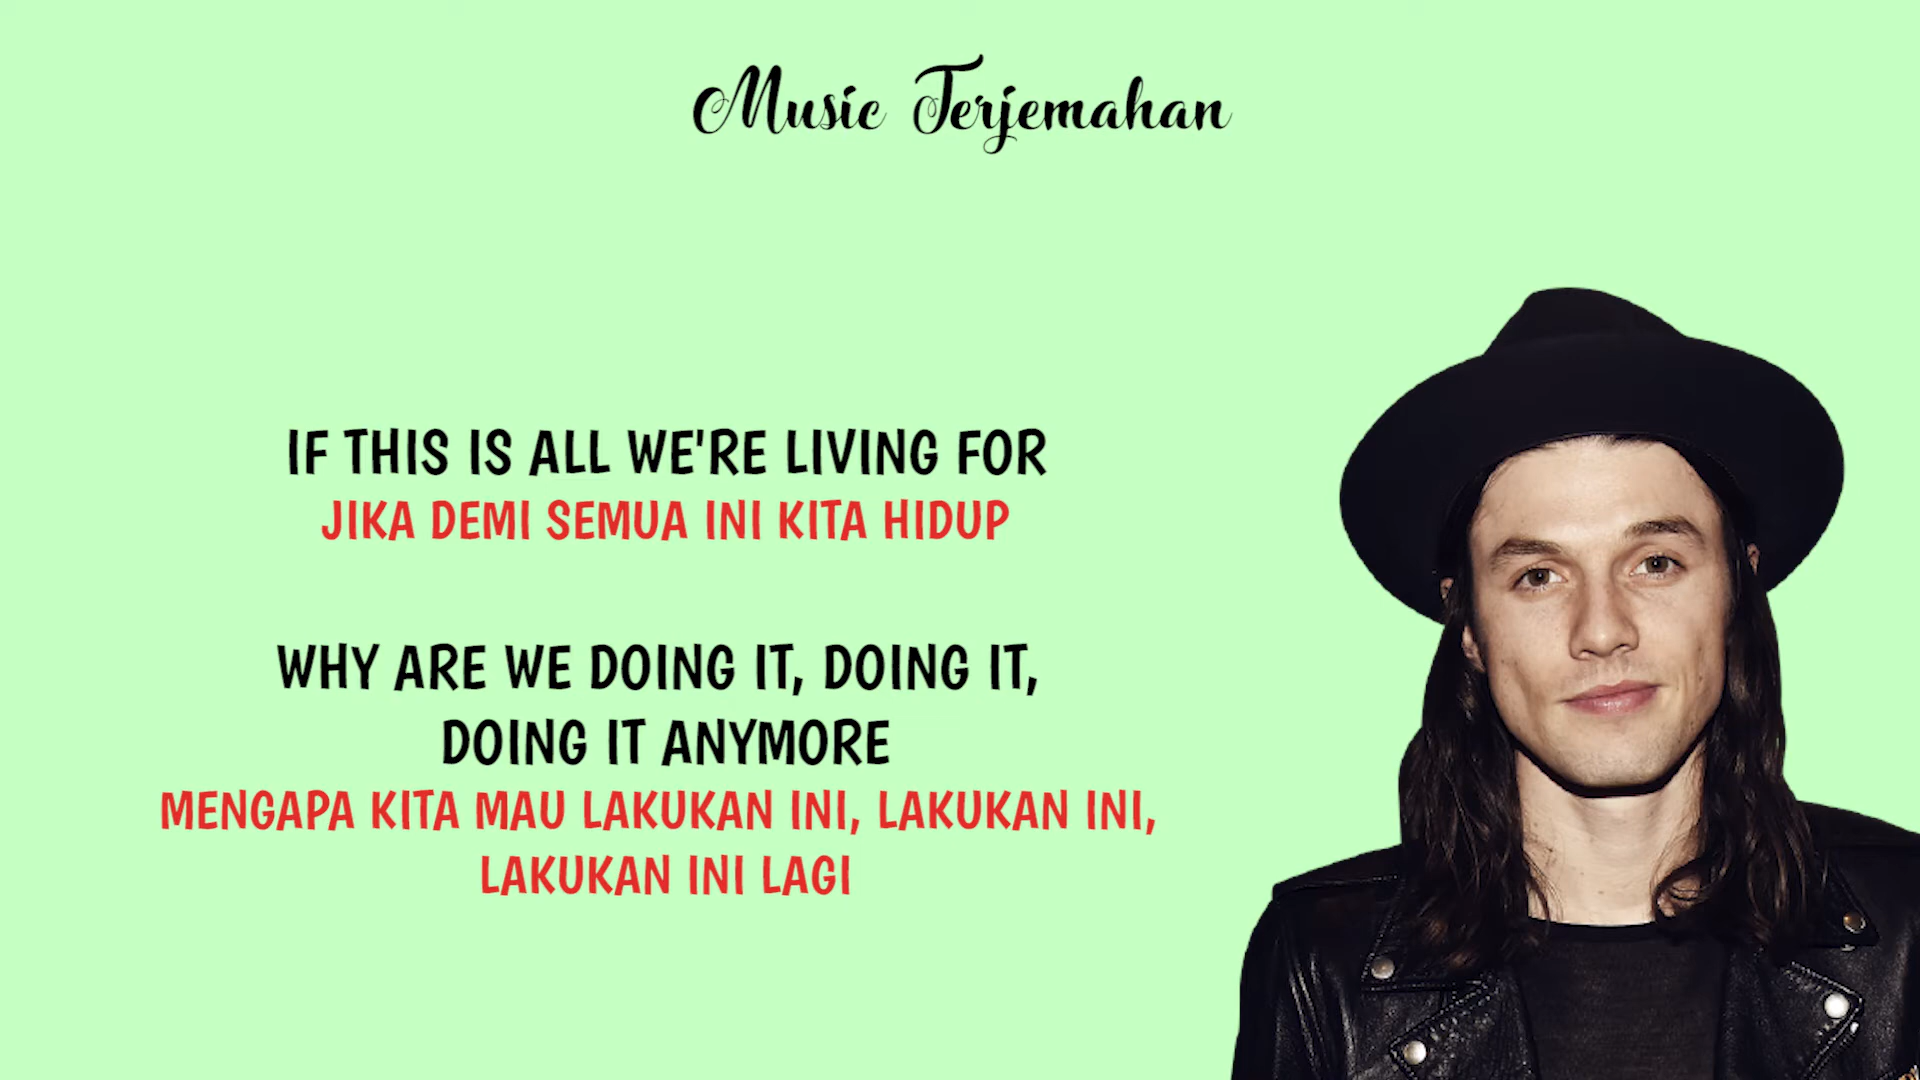 Music Terjemahan
IF THIS IS ALL WE'RE LIVING FOR
JIKA DEMI SEMUA INI KITA HIDUP
WHY ARE WE DOING IT, DOING IT,
DOING IT ANYMORE
MENGAPA KITA MAU LAKUKAN INI, LAKUKAN INI,
LAKUKAN INI LAGI